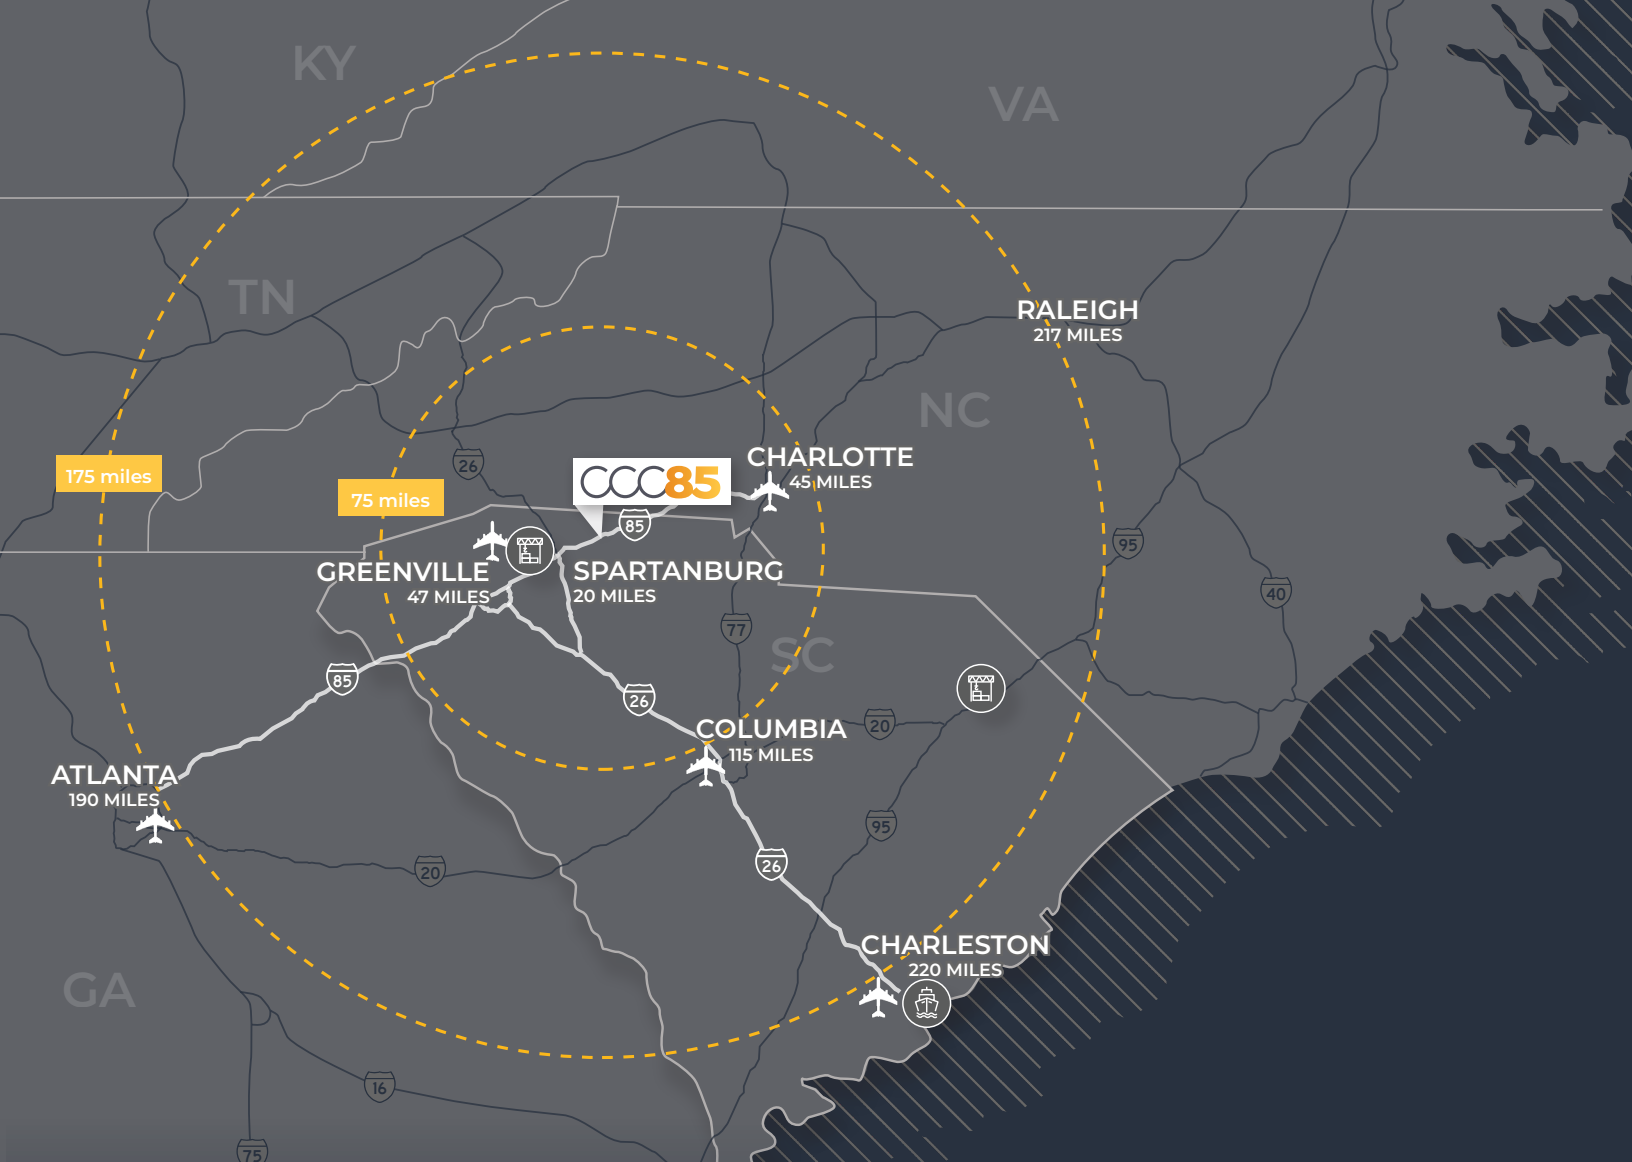 KY
VA
TN
RALEIGH
217 MILES
NC
175 miles
26
75 miles
CCC85
CHARLOTTE
45 MILES
85
95
GREENVILLE
47 MILES
SPARTANBURG
20 MILES
40
77
SC
85
26
20
COLUMBIA
115 MILES
ATLANTA
190 MILES
95
26
20
CHARLESTON
220 MILES
GA
16
75